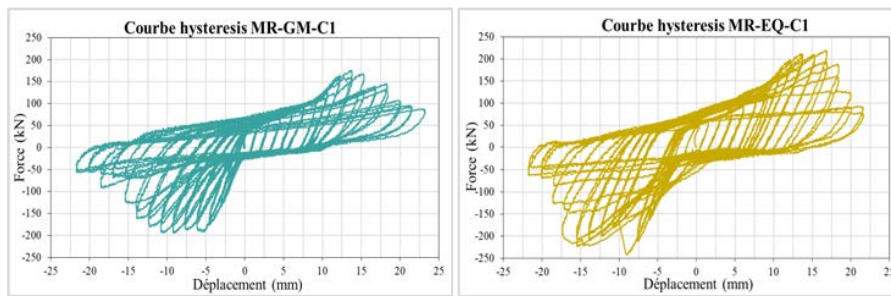 Courbe hysteresis MR-GM-C1
250
200
150
100
50
0
-50
-100
-150
-200
-250
Force (kN)
-25 -20 -15 -10 -5 0 5 10 15 20 25
Déplacement (mm)
Courbe hysteresis MR-EQ-C1
250
200
150
100
50
0
-50
-100
-150
-200
-250
Force (kN)
-25 -20 -15 -10 -5 0 5 10 15 20 25
Déplacement (mm)